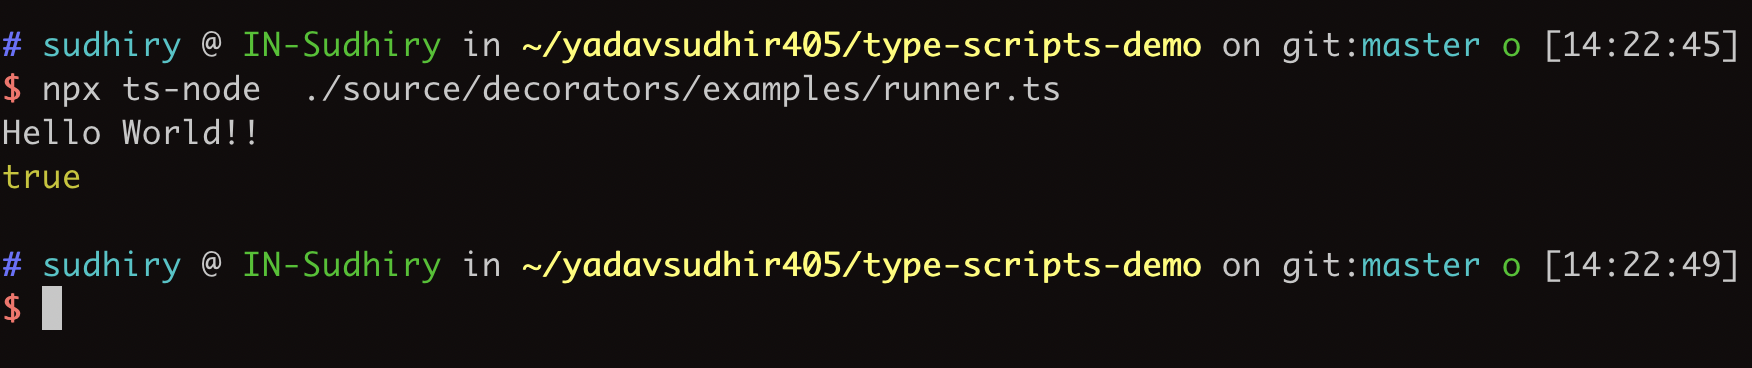 # sudhiry @ IN-Sudhiry in ~/yadavsudhir405/type-scripts-demo on git:master o [14:22:45]
$ npx ts-node  ./source/decorators/examples/runner.ts
Hello World!!
true
# sudhiry @ IN-Sudhiry in ~/yadavsudhir405/type-scripts-demo on git:master o [14:22:49]
$